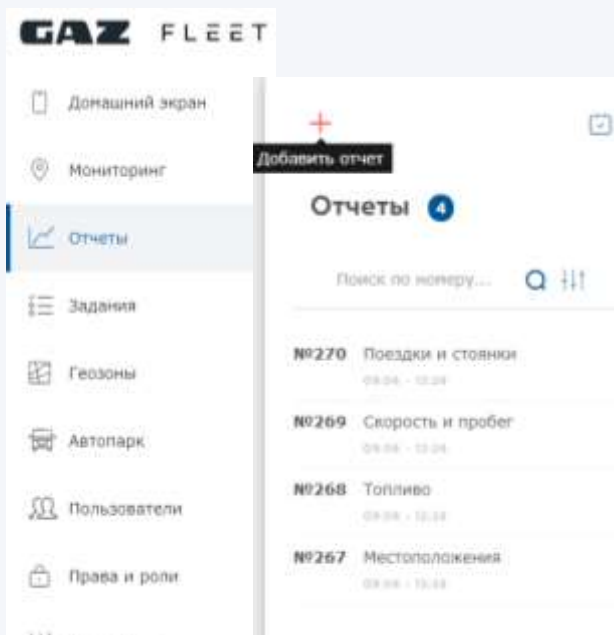 GAZ FLEET
Домашний экран
Мониторинг
Отчеты
Задания
Геозоны
Автопарк
Пользователи
Права и роли
Добавить отчет
Отчеты 4
Поиск по номеру...
№270 Поездки и стоянки
№269 Скорость и пробег
№268 Топливо
№267 Местоположения